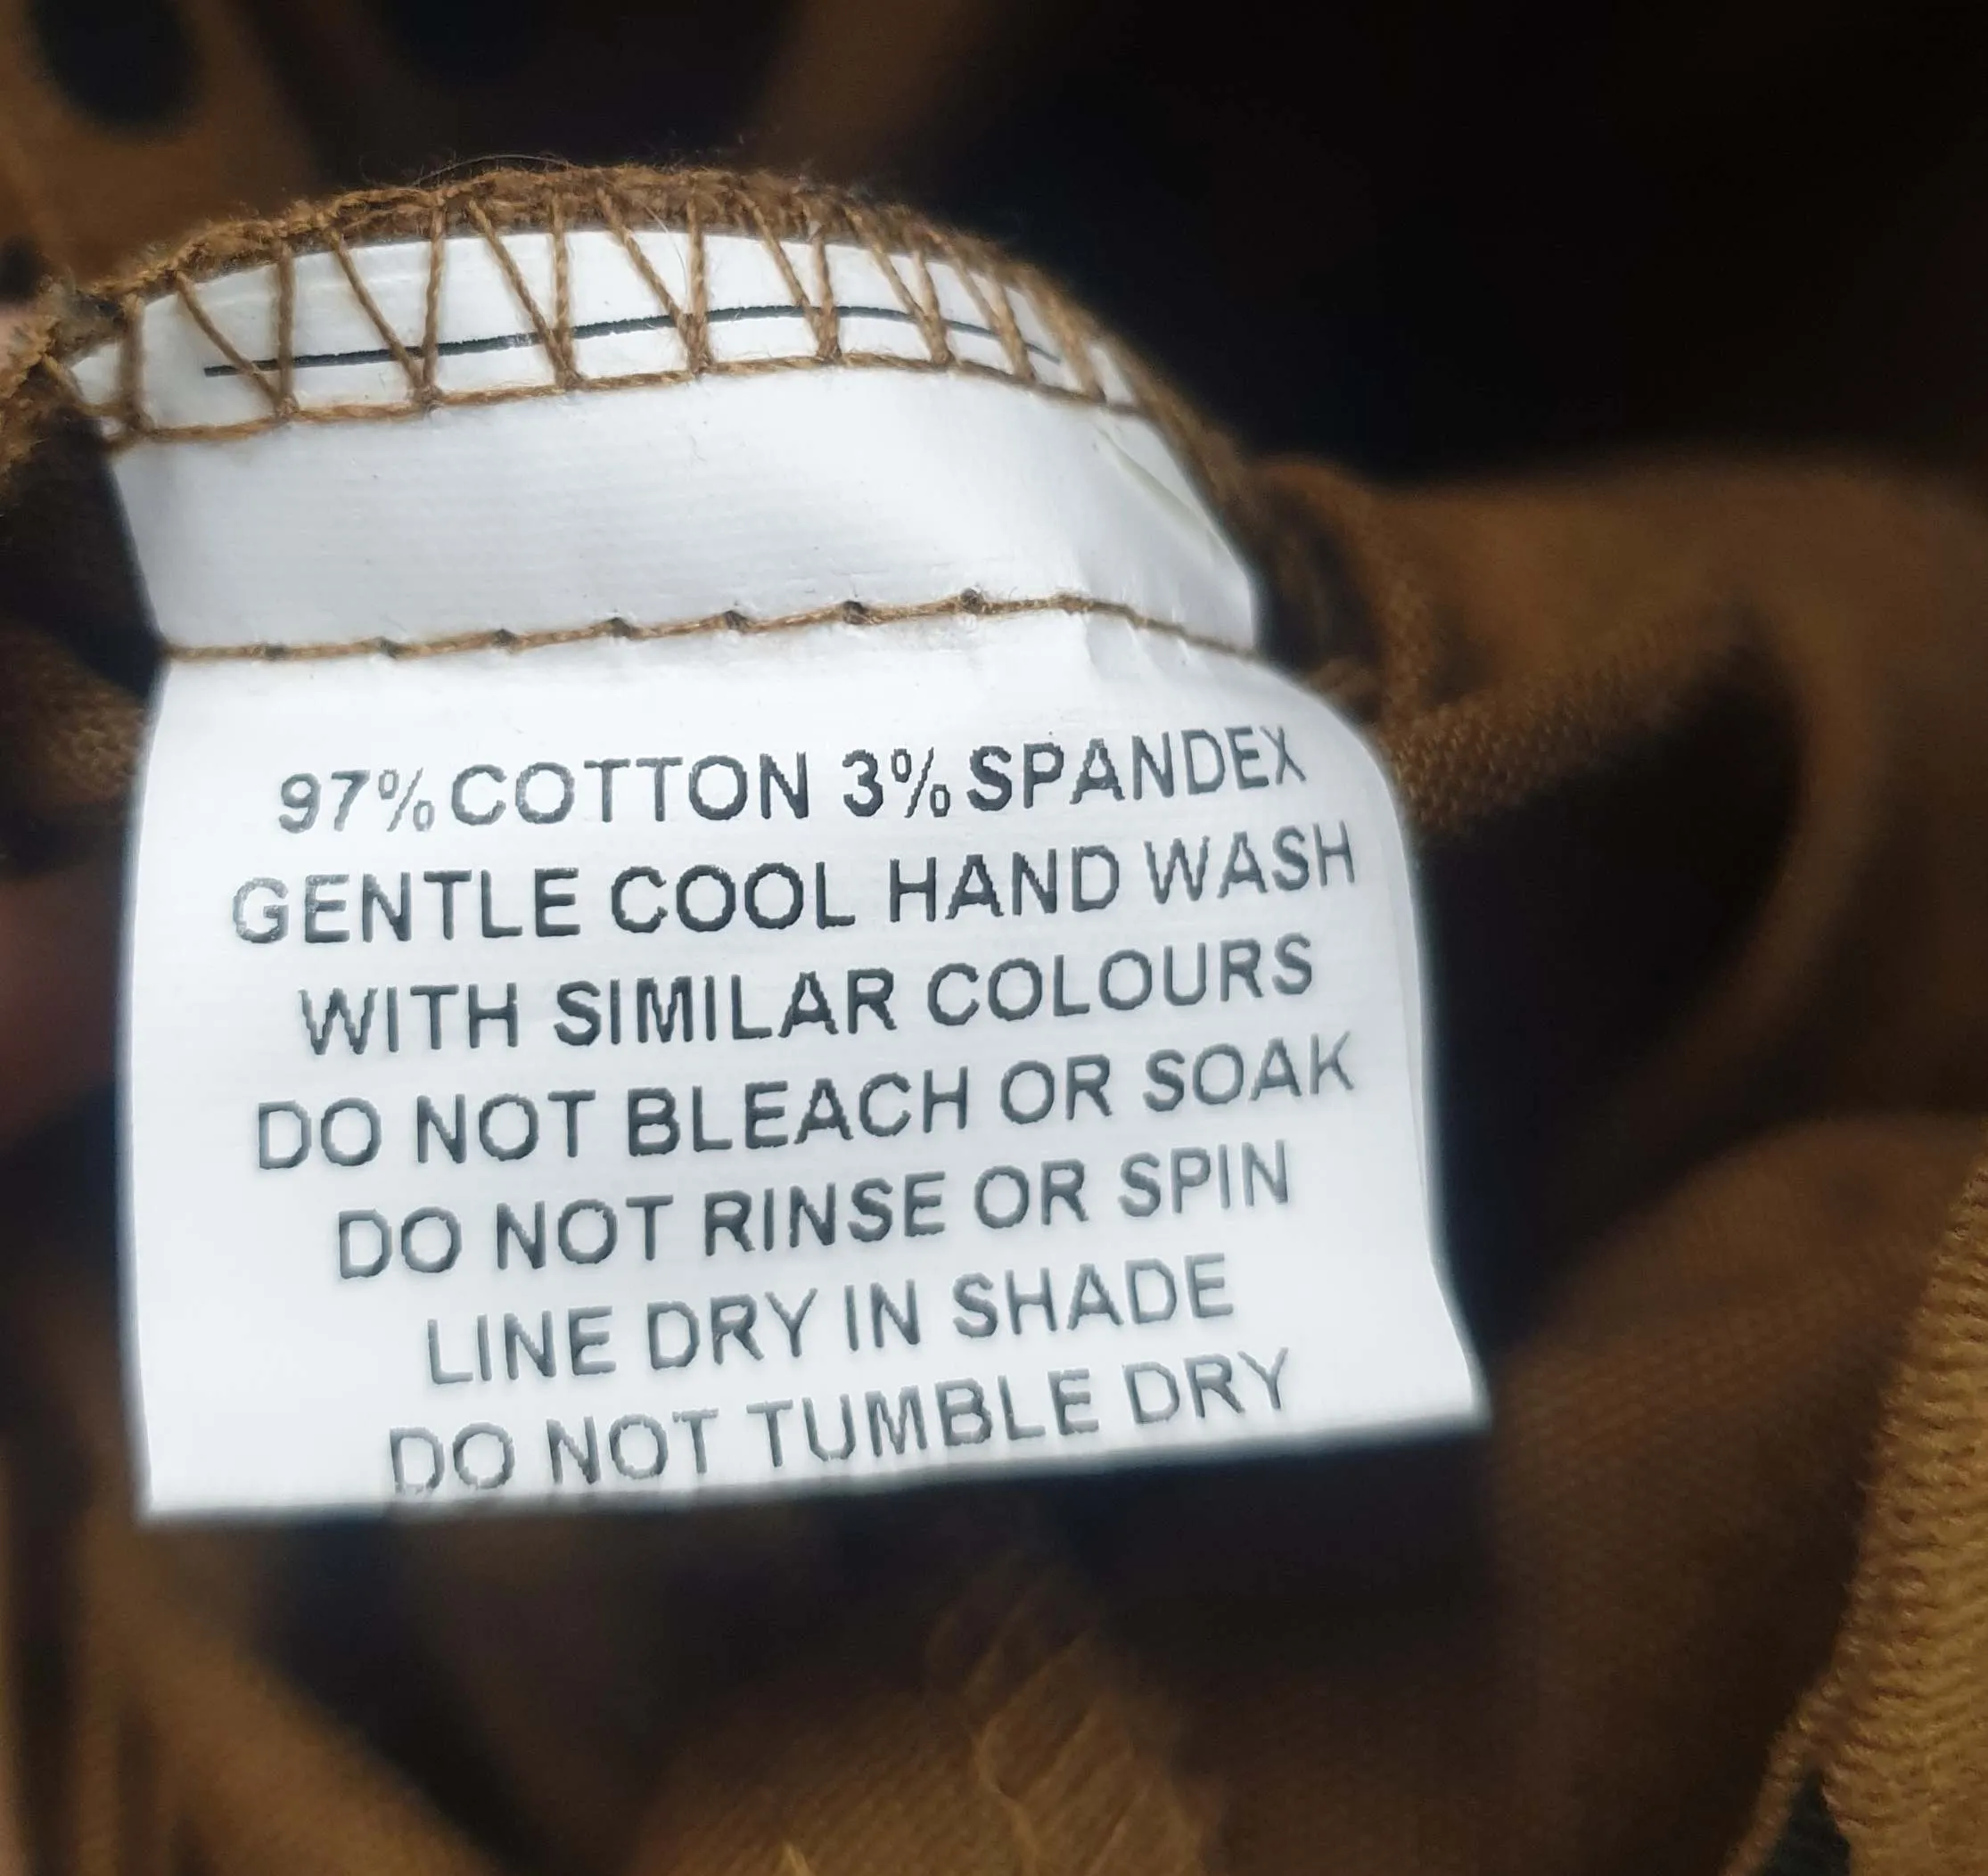 97% COTTON 3% SPANDEX
GENTLE COOL HAND WASH
WITH SIMILAR COLOURS
DO NOT BLEACH OR SOAK
DO NOT RINSE OR SPIN
LINE DRY IN SHADE
DO NOT TUMBLE DRY